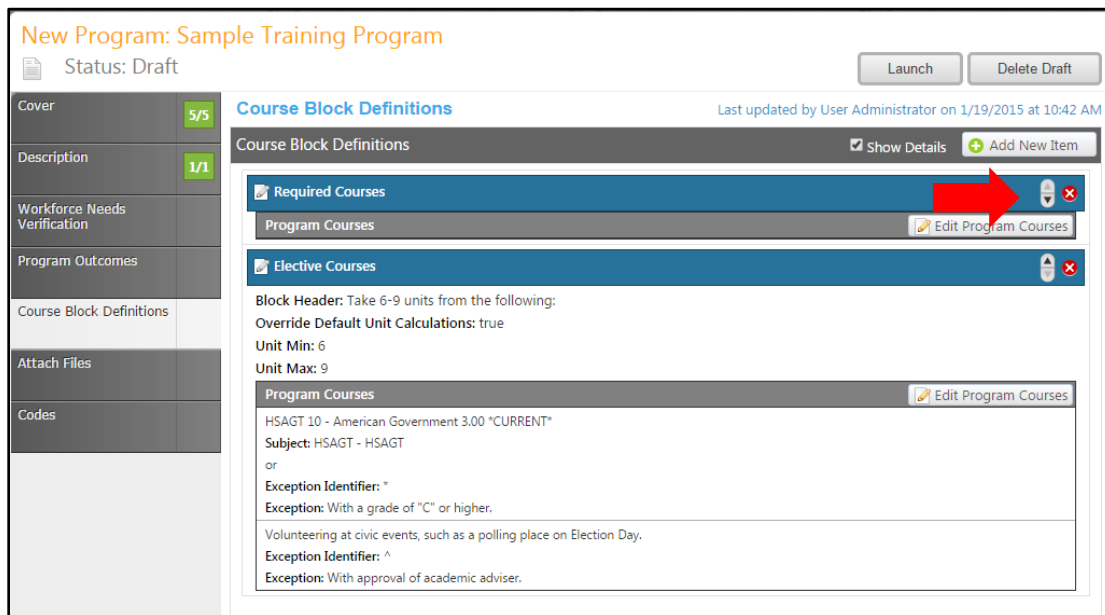 New Program: Sample Training Program
Status: Draft
Launch
Delete Draft
Cover
5/5
Description
1/1
Workforce Needs
Verification
Program Outcomes
Course Block Definitions
Attach Files
Codes
Course Block Definitions
Last updated by User Administrator on 1/19/2015 at 10:42 AM
Course Block Definitions
Show Details
Add New Item
Required Courses
Program Courses
Edit Program Courses
Elective Courses
Block Header: Take 6-9 units from the following:
Override Default Unit Calculations: true
Unit Min: 6
Unit Max: 9
Program Courses
Edit Program Courses
HSAGT 10 - American Government 3.00 *CURRENT*
Subject: HSAGT - HSAGT
or
Exception Identifier: *
Exception: With a grade of "C" or higher.
Volunteering at civic events, such as a polling place on Election Day.
Exception Identifier: ^
Exception: With approval of academic adviser.